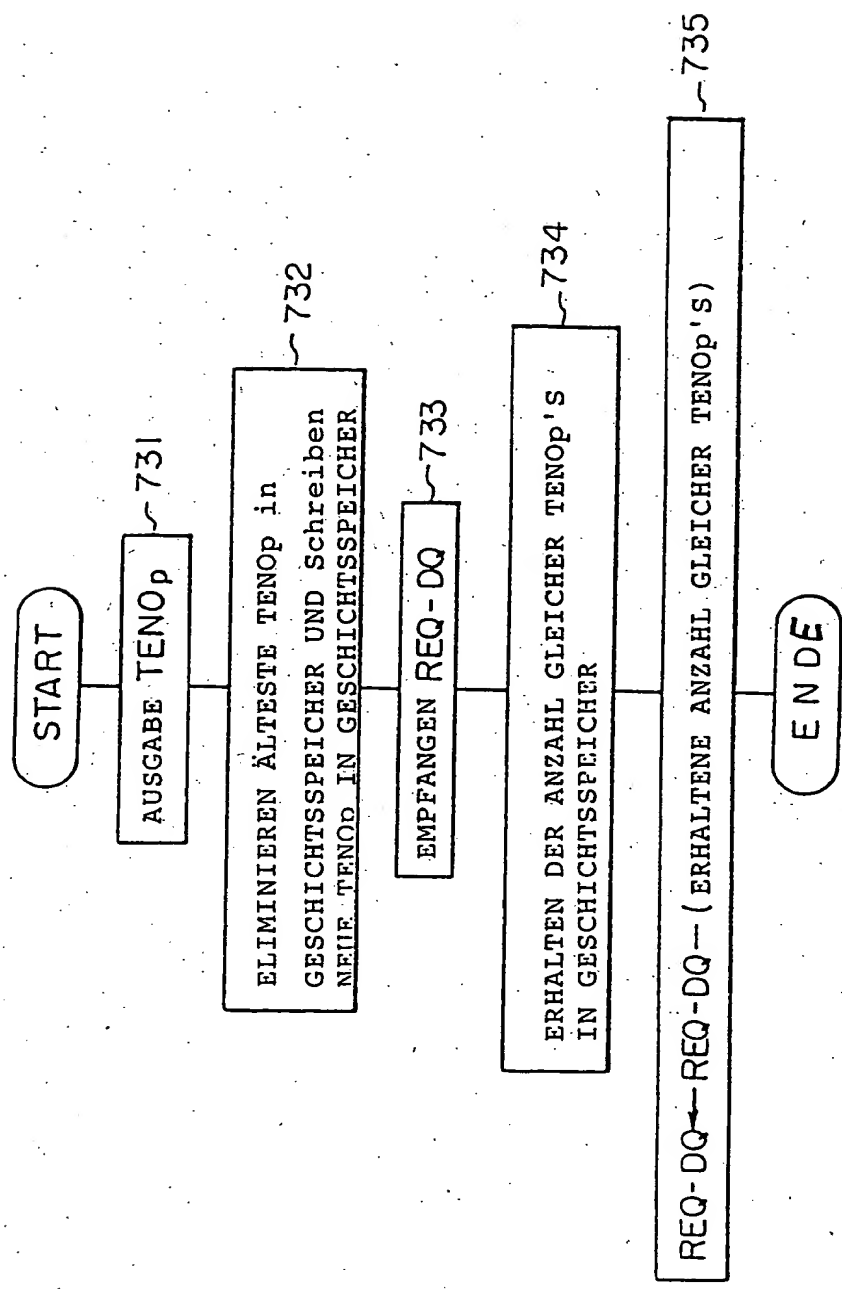 START
AUSGABE TENOp
731
ELIMINIEREN ÄLTESTE TENOp in
GESCHICHTSSPEICHER UND Schreiben
NEUE TENOp IN GESCHICHTSSPEICHER
732
EMPFANGEN REQ-DQ
733
ERHALTEN DER ANZAHL GLEICHER TENOp'S
IN GESCHICHTSSPEICHER
734
REQ-DQ←REQ-DQ—(ERHALTENE ANZAHL GLEICHER TENOp'S)
735
ENDE